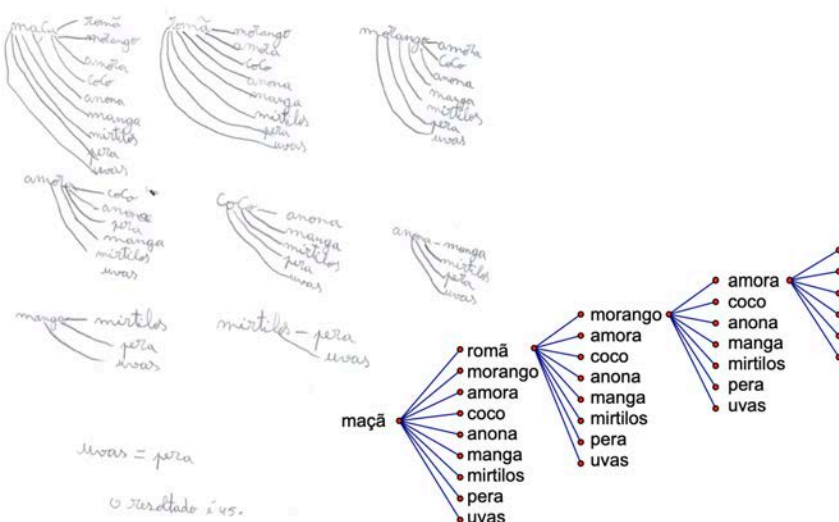 maçã romã
morango
amora
coco
anona
manga
mirtilos
pera
uvas
romã morango
amora
coco
anona
manga
mirtilos
pera
uvas
morango amora
coco
anona
manga
mirtilos
pera
uvas
amora coco
anona
pera
manga
mirtilos
uvas
coco anona
manga
mirtilos
pera
uvas
anona - manga
mirtilos
pera
uvas
manga mirtilos
pera
uvas
mirtilos - pera
uvas
uvas = pera
O resultado é 45.
maçã
romã
morango
amora
coco
anona
manga
mirtilos
pera
uvas
morango
amora
coco
anona
manga
mirtilos
pera
uvas
amora
coco
anona
manga
mirtilos
pera
uvas